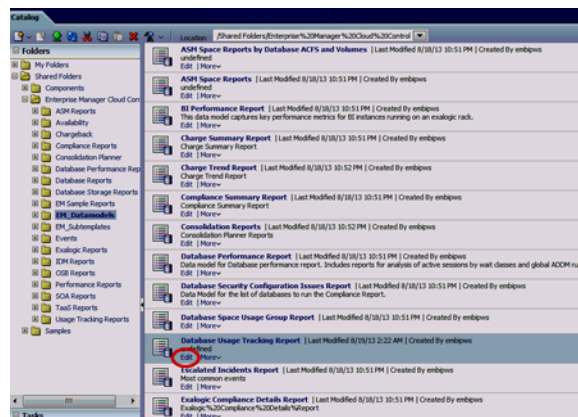 Catalog
Location /Shared Folders/Enterprise%20Manager%20Cloud%20Control
Folders
My Folders
Shared Folders
Components
Enterprise Manager Cloud Con
ASM Reports
Availability
Chargeback
Compliance Reports
Consolidation Planner
Database Performance Rep
Database Reports
Database Storage Reports
EM Sample Reports
EM_Datamodels
EM_Subtemplates
Events
Exalogic Reports
IDM Reports
OSB Reports
Performance Reports
SOA Reports
TaaS Reports
Usage Tracking Reports
Samples
Tasks
ASM Space Reports by Database ACFS and Volumes | Last Modified 8/18/13 10:51 PM | Created By embipws
undefined
Edit | More
ASM Space Reports | Last Modified 8/18/13 10:51 PM | Created By embipws
undefined
Edit | More
BI Performance Report | Last Modified 8/18/13 10:51 PM | Created By embipws
This data model captures key performance metrics for BI instances running on an exalogic rack.
Edit | More
Charge Summary Report | Last Modified 8/18/13 10:51 PM | Created By embipws
Charge Summary Report
Edit | More
Charge Trend Report | Last Modified 8/18/13 10:52 PM | Created By embipws
Charge Trend Report
Edit | More
Compliance Summary Report | Last Modified 8/18/13 10:51 PM | Created By embipws
Compliance Summary Report
Edit | More
Consolidation Reports | Last Modified 8/18/13 10:52 PM | Created By embipws
Consolidation Planner Reports
Edit | More
Database Performance Report | Last Modified 8/18/13 10:51 PM | Created By embipws
Data model for Database performance report. Includes reports for analysis of active sessions by wait classes and global ADDM ru
Edit | More
Database Security Configuration Issues Report | Last Modified 8/18/13 10:51 PM | Created By embipws
Data Model for the list of databases to run the Compliance Report.
Edit | More
Database Space Usage Group Report | Last Modified 8/18/13 10:51 PM | Created By embipws
Edit | More
Database Usage Tracking Report | Last Modified 8/19/13 2:22 AM | Created By embipws
undefined
Edit | More
Escalated Incidents Report | Last Modified 8/18/13 10:51 PM | Created By embipws
Most common events
Edit | More
Exalogic Compliance Details Report | Last Modified 8/18/13 10:51 PM | Created By embipws
Exalogic%20Compliance%20Details%Report
Edit | More